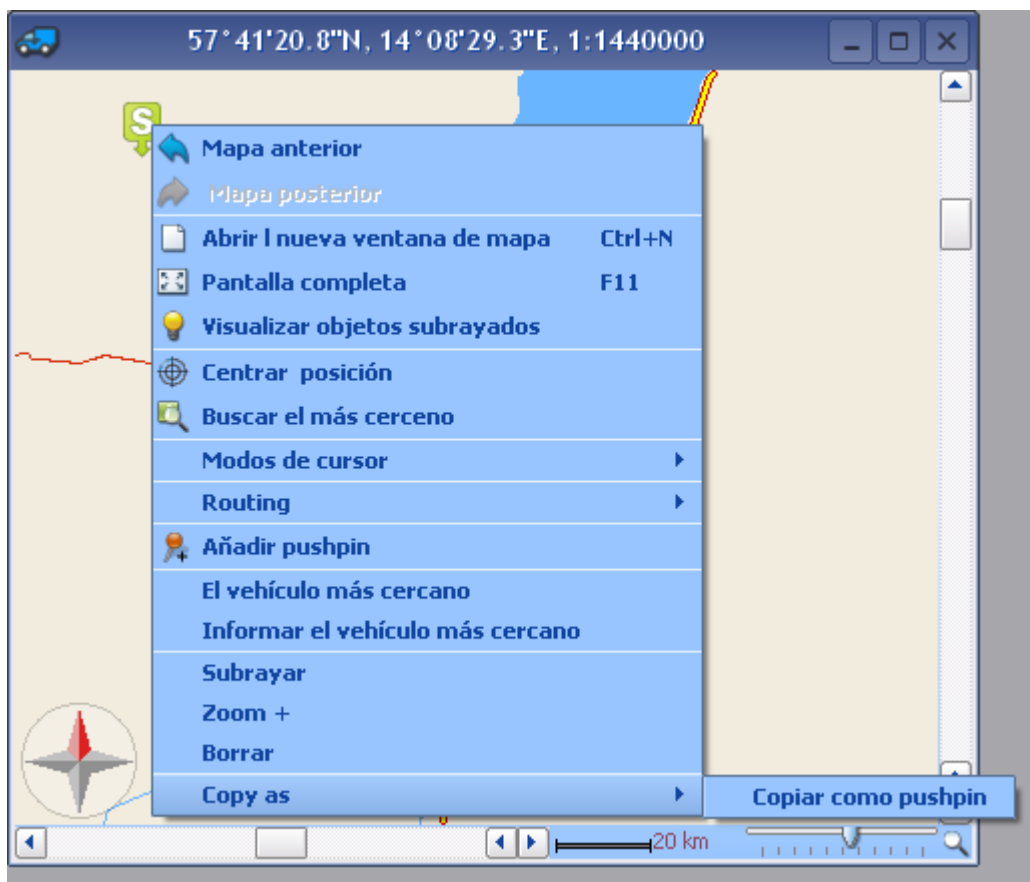 57°41'20.8"N, 14°08'29.3"E, 1:1440000
S
Mapa anterior
Mapa posterior
Abrir l nueva ventana de mapa Ctrl+N
Pantalla completa F11
Visualizar objetos subrayados
Centrar posición
Buscar el más cerceno
Modos de cursor
Routing
Añadir pushpin
El vehículo más cercano
Informar el vehículo más cercano
Subrayar
Zoom +
Borrar
Copy as
Copiar como pushpin
20 km